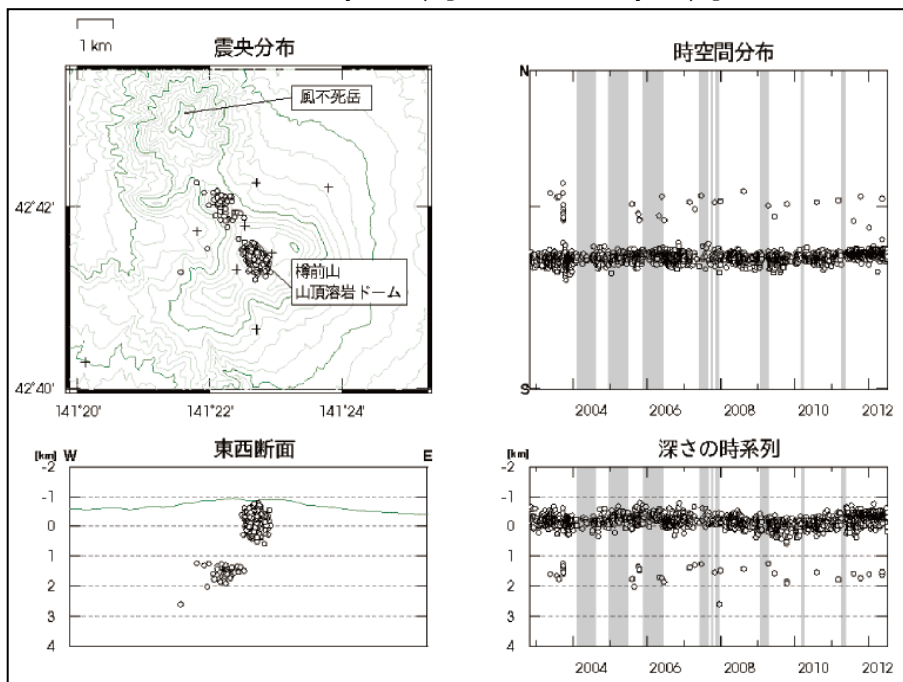 1 km
震央分布
風不死岳
42°42'
樽前山
山頂溶岩ドーム
42°40'
141°20' 141°22' 141°24'
時空間分布
N
S
2004 2006 2008 2010 2012
東西断面
[km] W E
-2
-1
0
1
2
3
4
深さの時系列
[km]
-2
-1
0
1
2
3
4
2004 2006 2008 2010 2012